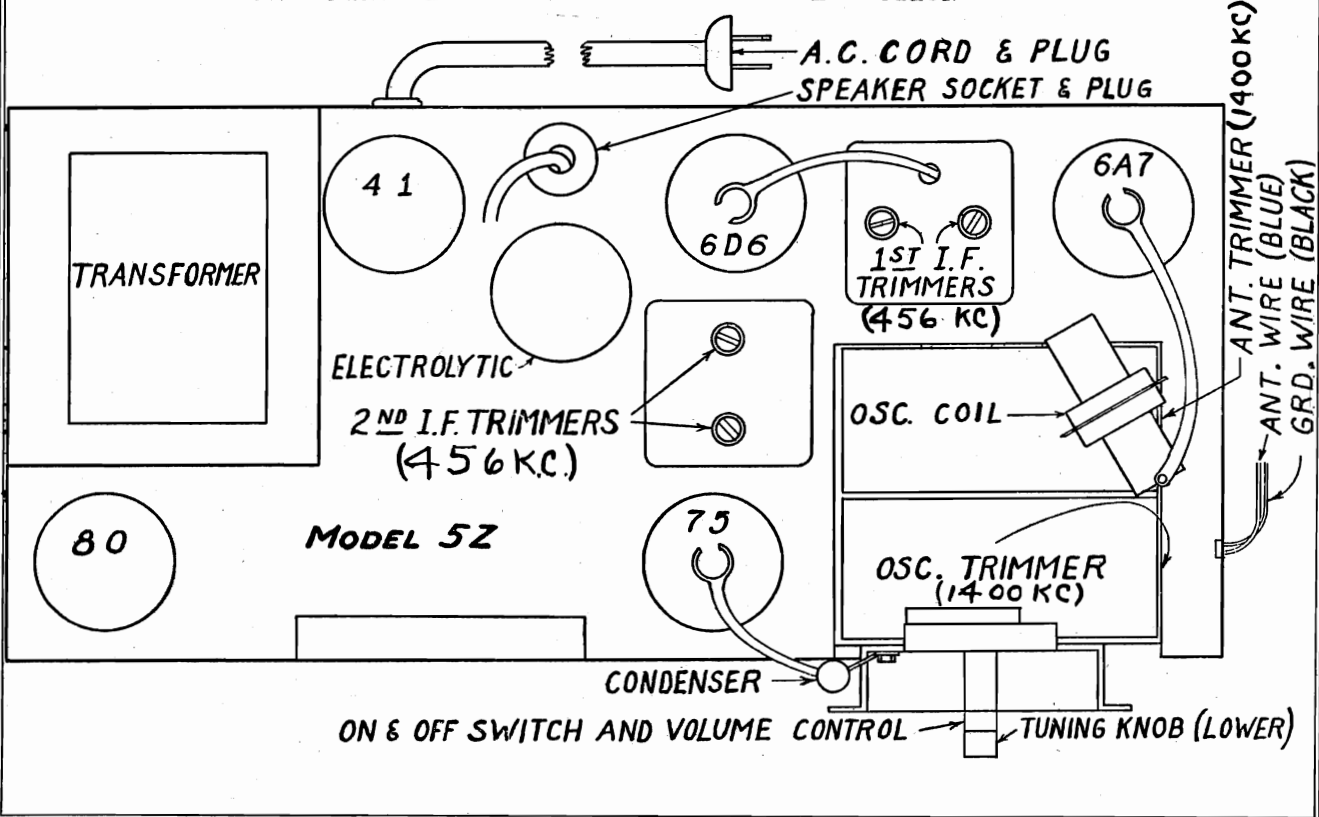 A.C. CORD & PLUG
SPEAKER SOCKET & PLUG
ANT. TRIMMER (1400KC)
ANT. WIRE (BLUE)
GRD. WIRE (BLACK)
41
6D6
6A7
1ST I.F.
TRIMMERS
(456 KC)
TRANSFORMER
ELECTROLYTIC
2ND I.F. TRIMMERS
(456 K.C.)
OSC. COIL
80
MODEL 5Z
75
OSC. TRIMMER
(1400 KC)
CONDENSER
ON & OFF SWITCH AND VOLUME CONTROL
TUNING KNOB (LOWER)